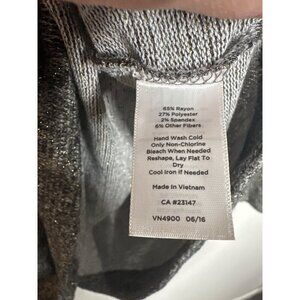 65% Rayon
27% Polyester
2% Spandex
6% Other Fibers
Hand Wash Cold
Only Non-Chlorine
Bleach When Needed
Reshape, Lay Flat To
Dry
Cool Iron if Needed
Made In Vietnam
CA #23147
VN4900 06/16